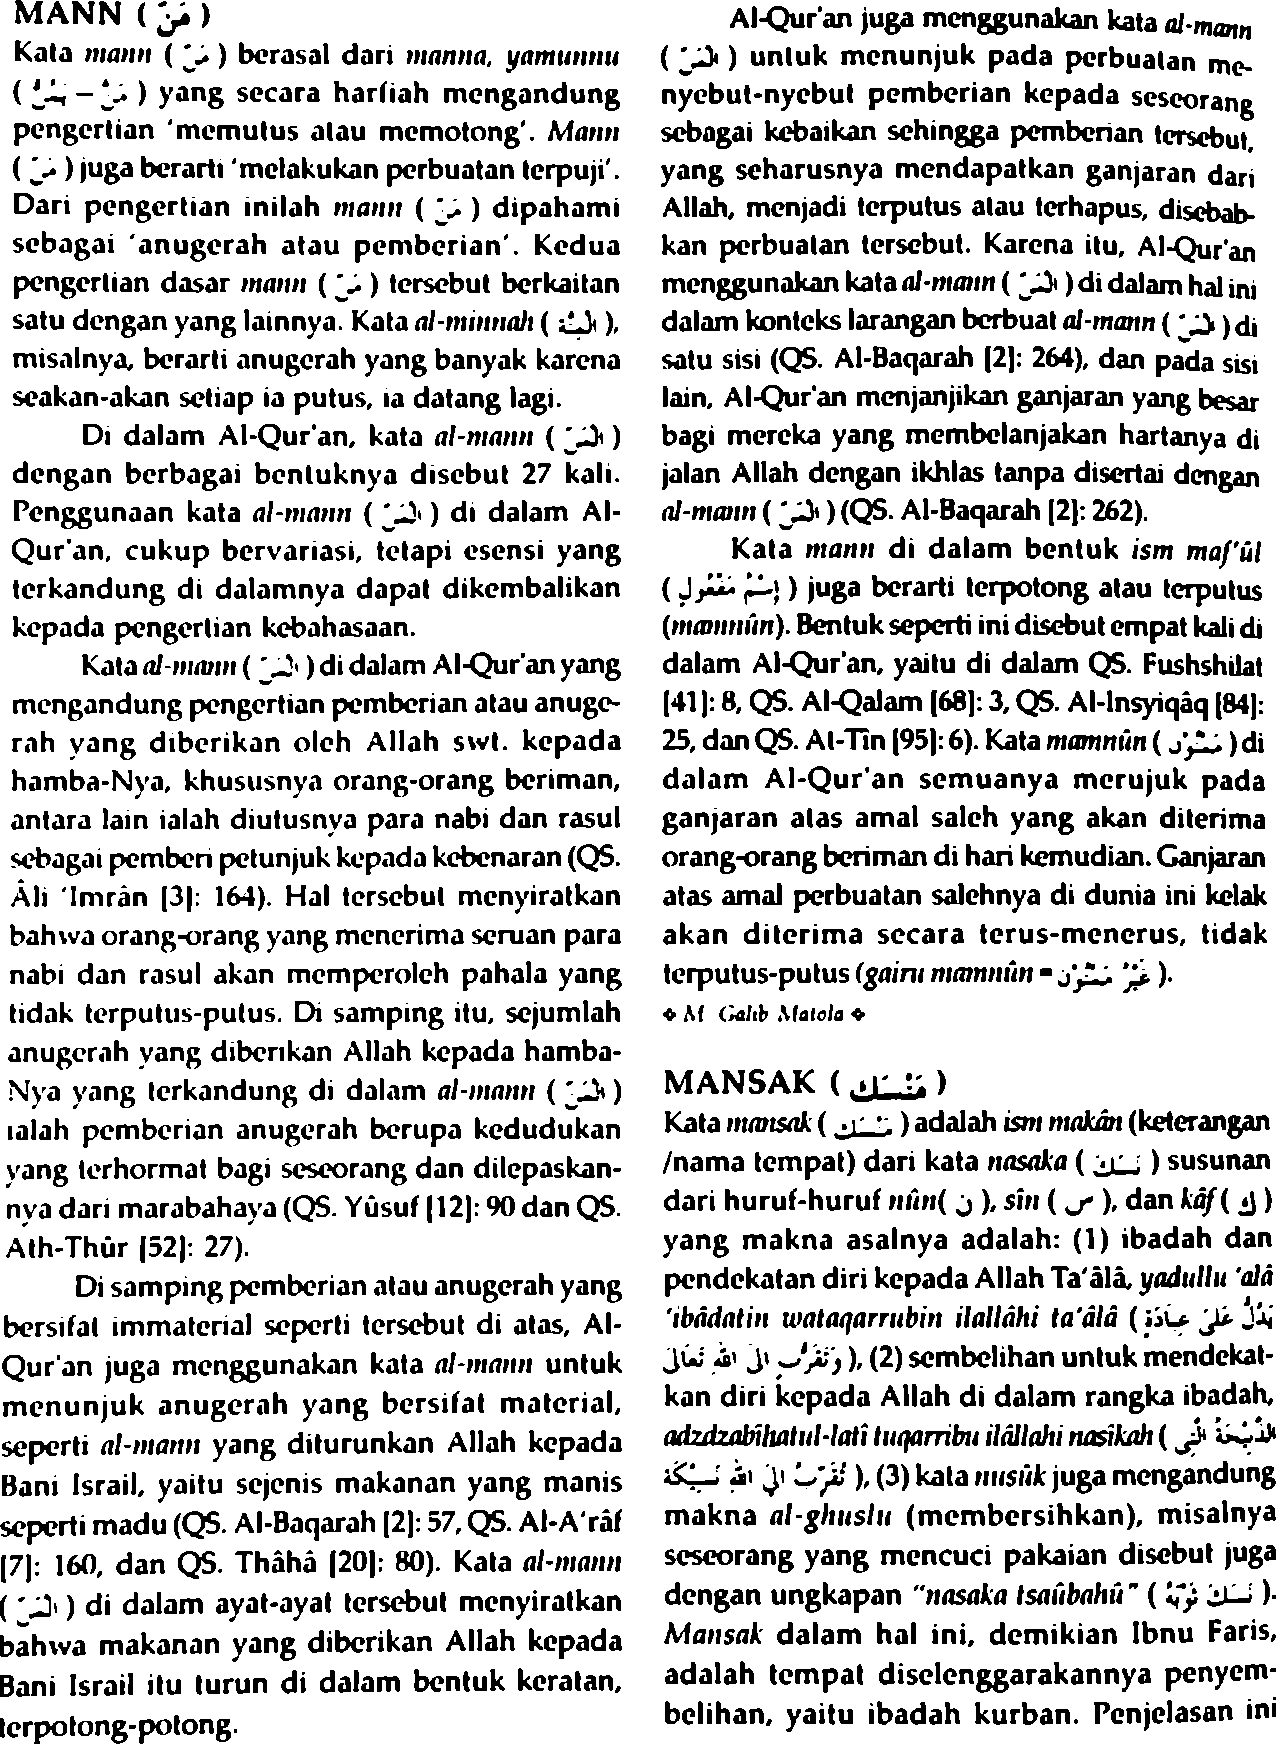 MANN ( مَنّ )
Kata mann ( مَنّ ) berasal dari manna, yamunnu
( مَنَّ – يَمُنُّ ) yang secara harfiah mengandung
pengertian 'memutus atau memotong'. Mann
( مَنّ ) juga berarti 'melakukan perbuatan terpuji'.
Dari pengertian inilah mann ( مَنّ ) dipahami
sebagai 'anugerah atau pemberian'. Kedua
pengertian dasar mann ( مَنّ ) tersebut berkaitan
satu dengan yang lainnya. Kata al-minnah ( المِنَّة ),
misalnya, berarti anugerah yang banyak karena
seakan-akan setiap ia putus, ia datang lagi.
Di dalam Al-Qur'an, kata al-mann ( المَنّ )
dengan berbagai bentuknya disebut 27 kali.
Penggunaan kata al-mann ( المَنّ ) di dalam Al-
Qur'an, cukup bervariasi, tetapi esensi yang
terkandung di dalamnya dapat dikembalikan
kepada pengertian kebahasaan.
Kata al-mann ( المَنّ ) di dalam Al-Qur'an yang
mengandung pengertian pemberian atau anuge-
rah yang diberikan oleh Allah swt. kepada
hamba-Nya, khususnya orang-orang beriman,
antara lain ialah diutusnya para nabi dan rasul
sebagai pemberi petunjuk kepada kebenaran (QS.
Âli 'Imrân [3]: 164). Hal tersebut menyiratkan
bahwa orang-orang yang menerima seruan para
nabi dan rasul akan memperoleh pahala yang
tidak terputus-putus. Di samping itu, sejumlah
anugerah yang diberikan Allah kepada hamba-
Nya yang terkandung di dalam al-mann ( المَنّ )
ialah pemberian anugerah berupa kedudukan
yang terhormat bagi seseorang dan dilepaskan-
nya dari marabahaya (QS. Yûsuf [12]: 90 dan QS.
Ath-Thûr [52]: 27).
Di samping pemberian atau anugerah yang
bersifat immaterial seperti tersebut di atas, Al-
Qur'an juga menggunakan kata al-mann untuk
menunjuk anugerah yang bersifat material,
seperti al-mann yang diturunkan Allah kepada
Bani Israil, yaitu sejenis makanan yang manis
seperti madu (QS. Al-Baqarah [2]: 57, QS. Al-A'râf
[7]: 160, dan QS. Thâhâ [20]: 80). Kata al-mann
( المَنّ ) di dalam ayat-ayat tersebut menyiratkan
bahwa makanan yang diberikan Allah kepada
Bani Israil itu turun di dalam bentuk keratan,
terpotong-potong.
Al-Qur'an juga menggunakan kata al-mann
( المَنّ ) untuk menunjuk pada perbuatan me-
nyebut-nyebut pemberian kepada seseorang
sebagai kebaikan sehingga pemberian tersebut,
yang seharusnya mendapatkan ganjaran dari
Allah, menjadi terputus atau terhapus, disebab-
kan perbuatan tersebut. Karena itu, Al-Qur'an
menggunakan kata al-mann ( المَنّ ) di dalam hal ini
dalam konteks larangan berbuat al-mann ( المَنّ ) di
satu sisi (QS. Al-Baqarah [2]: 264), dan pada sisi
lain, Al-Qur'an menjanjikan ganjaran yang besar
bagi mereka yang membelanjakan hartanya di
jalan Allah dengan ikhlas tanpa disertai dengan
al-mann ( المَنّ ) (QS. Al-Baqarah [2]: 262).
Kata mann di dalam bentuk ism maf'ûl
( إِسْمُ مَفْعُولٍ ) juga berarti terpotong atau terputus
(mamnûn). Bentuk seperti ini disebut empat kali di
dalam Al-Qur'an, yaitu di dalam QS. Fushshilat
[41]: 8, QS. Al-Qalam [68]: 3, QS. Al-Insyiqâq [84]:
25, dan QS. At-Tîn [95]: 6). Kata mamnûn ( مَمْنُوْن ) di
dalam Al-Qur'an semuanya merujuk pada
ganjaran atas amal saleh yang akan diterima
orang-orang beriman di hari kemudian. Ganjaran
atas amal perbuatan salehnya di dunia ini kelak
akan diterima secara terus-menerus, tidak
terputus-putus (gairu mamnûn = غَيْرُ مَمْنُوْن ).
❖ M. Galib Matola ❖
MANSAK ( مَنْسَك )
Kata mansak ( مَنْسَك ) adalah ism makân (keterangan
/nama tempat) dari kata nasaka ( نَسَكَ ) susunan
dari huruf-huruf nûn( ن ), sîn ( س ), dan kâf ( ك )
yang makna asalnya adalah: (1) ibadah dan
pendekatan diri kepada Allah Ta'âlâ, yadullu 'alâ
'ibâdatin wataqarrubin ilallâhi ta'âlâ ( يَدُلُّ عَلَى عِبَادَةٍ
وَتَقَرُّبٍ اِلَى اللهِ تَعَالَى ), (2) sembelihan untuk mendekat-
kan diri kepada Allah di dalam rangka ibadah,
adzdzabîhatul-latî tuqarribu ilâllahi nasîkah ( الذَّبِيْحَةُ الَّتِي
تُقَرِّبُ اِلَى اللهِ نَسِيْكَة ), (3) kata nusûk juga mengandung
makna al-ghuslu (membersihkan), misalnya
seseorang yang mencuci pakaian disebut juga
dengan ungkapan "nasaka tsaûbahû" ( نَسَكَ ثَوْبَهُ ).
Mansak dalam hal ini, demikian Ibnu Faris,
adalah tempat diselenggarakannya penyem-
belihan, yaitu ibadah kurban. Penjelasan ini